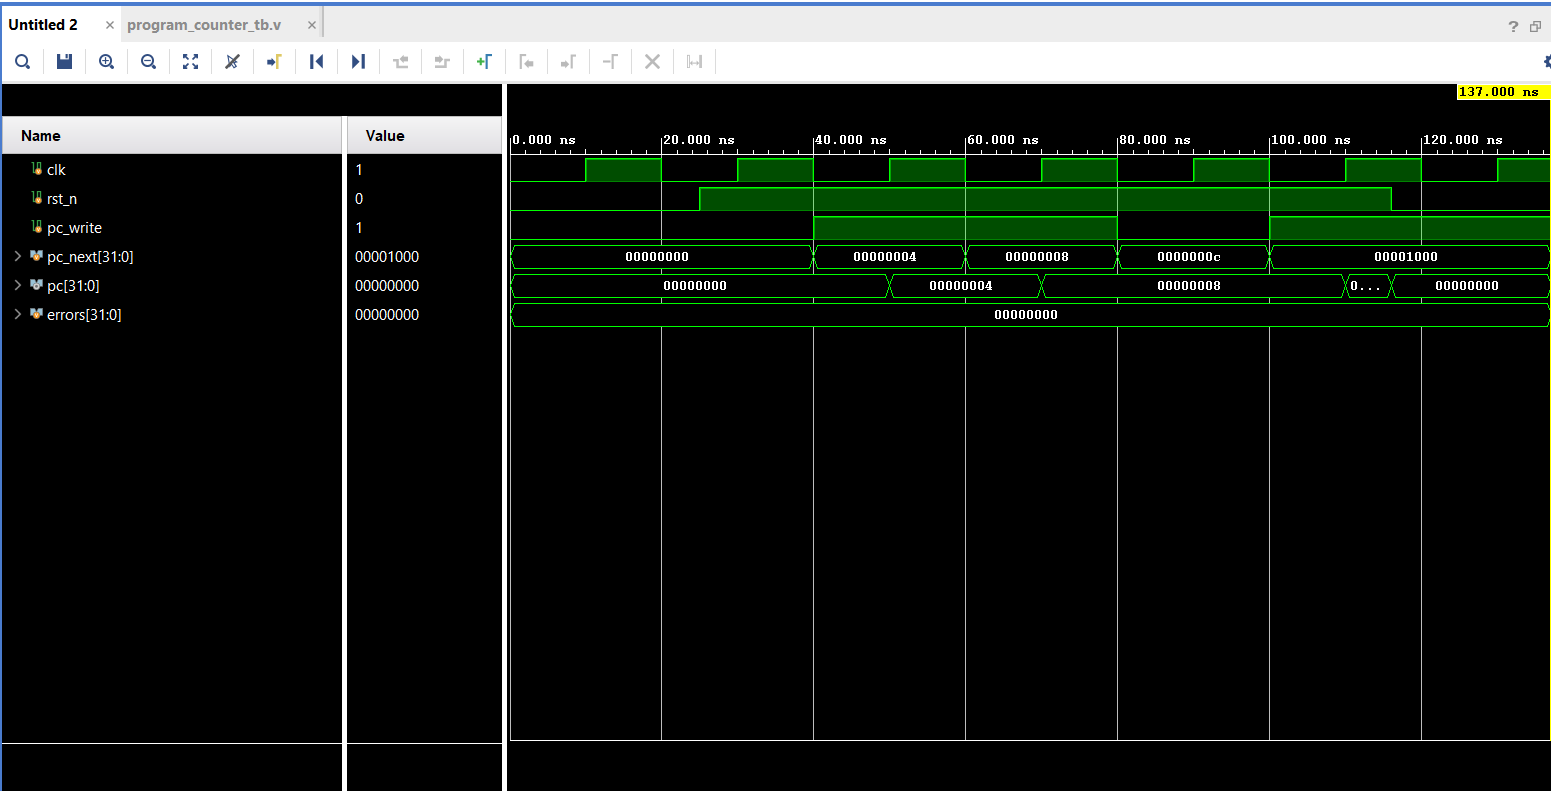 Untitled 2 × program_counter_tb.v × ?
137.000 ns
Name Value
0.000 ns 20.000 ns 40.000 ns 60.000 ns 80.000 ns 100.000 ns 120.000 ns
clk 1
rst_n 0
pc_write 1
pc_next[31:0] 00001000 00000000 00000004 00000008 0000000c 00001000
pc[31:0] 00000000 00000000 00000004 00000008 0... 00000000
errors[31:0] 00000000 00000000